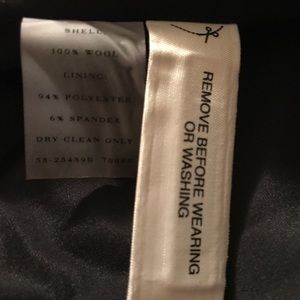 SHELL:
100% WOOL
LINING:
94% POLYESTER
6% SPANDEX
DRY CLEAN ONLY
REMOVE BEFORE WEARING
OR WASHING